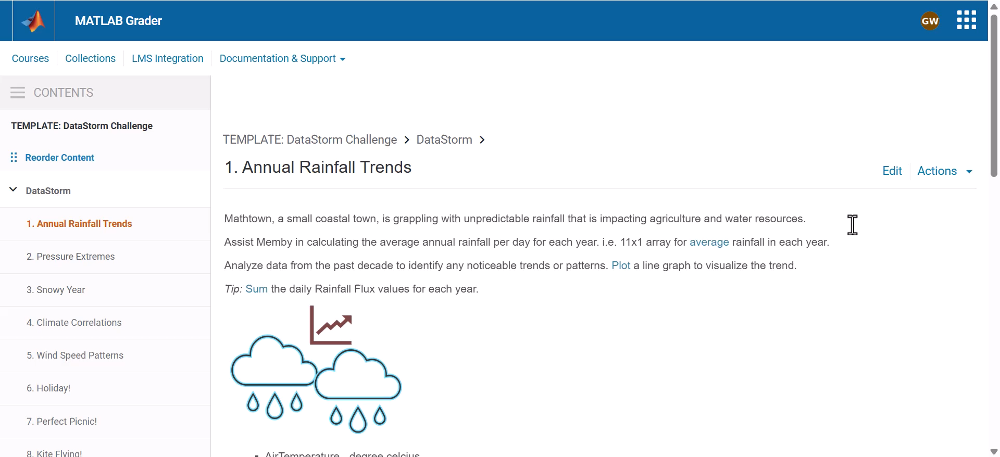 MATLAB Grader
GW
Courses
Collections
LMS Integration
Documentation & Support
CONTENTS
TEMPLATE: DataStorm Challenge
Reorder Content
DataStorm
1. Annual Rainfall Trends
2. Pressure Extremes
3. Snowy Year
4. Climate Correlations
5. Wind Speed Patterns
6. Holiday!
7. Perfect Picnic!
8. Kite Flying!
TEMPLATE: DataStorm Challenge > DataStorm >
1. Annual Rainfall Trends
Edit
Actions
Mathtown, a small coastal town, is grappling with unpredictable rainfall that is impacting agriculture and water resources.
Assist Memby in calculating the average annual rainfall per day for each year. i.e. 11x1 array for average rainfall in each year.
Analyze data from the past decade to identify any noticeable trends or patterns. Plot a line graph to visualize the trend.
Tip: Sum the daily Rainfall Flux values for each year.
AirTemperature - degree celcius